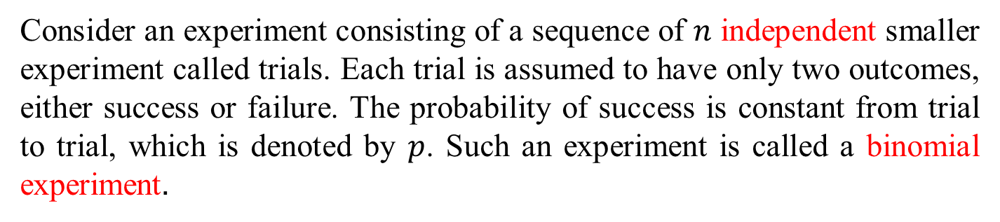 Consider an experiment consisting of a sequence of n independent smaller
experiment called trials. Each trial is assumed to have only two outcomes,
either success or failure. The probability of success is constant from trial
to trial, which is denoted by p. Such an experiment is called a binomial
experiment.